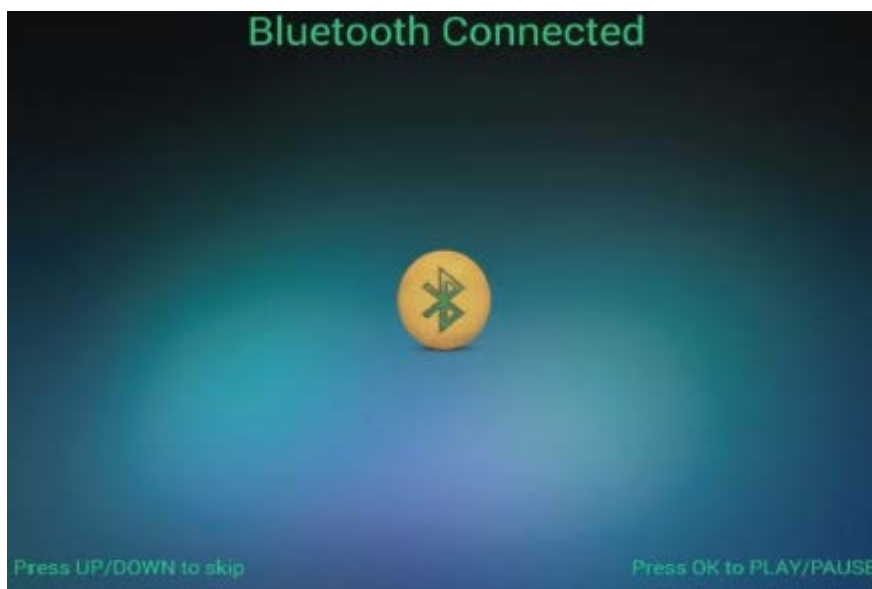 Bluetooth Connected
Press UP/DOWN to skip
Press OK to PLAY/PAUSE